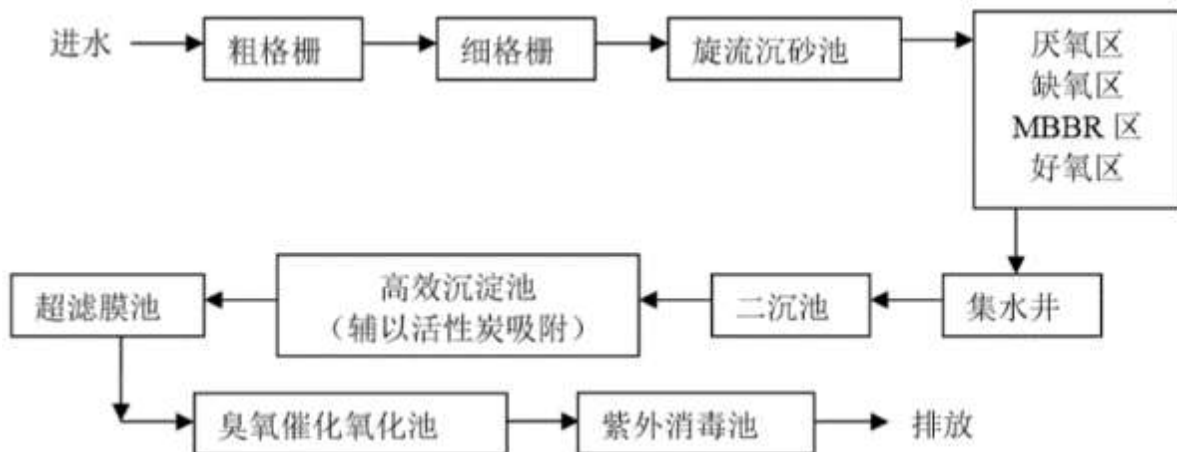 进水
粗格栅
细格栅
旋流沉砂池
厌氧区
缺氧区
MBBR 区
好氧区
集水井
二沉池
高效沉淀池
（辅以活性炭吸附）
超滤膜池
臭氧催化氧化池
紫外消毒池
排放